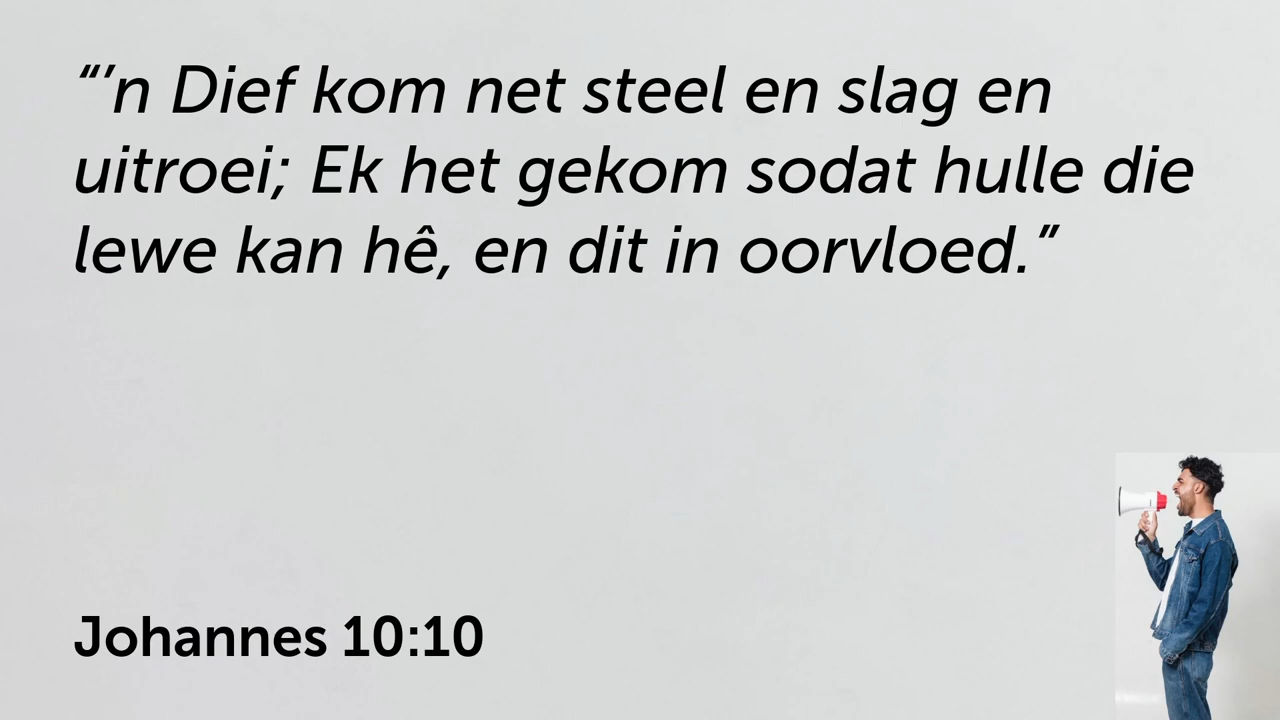 “’n Dief kom net steel en slag en
uitroei; Ek het gekom sodat hulle die
lewe kan hê, en dit in oorvloed.”
Johannes 10:10